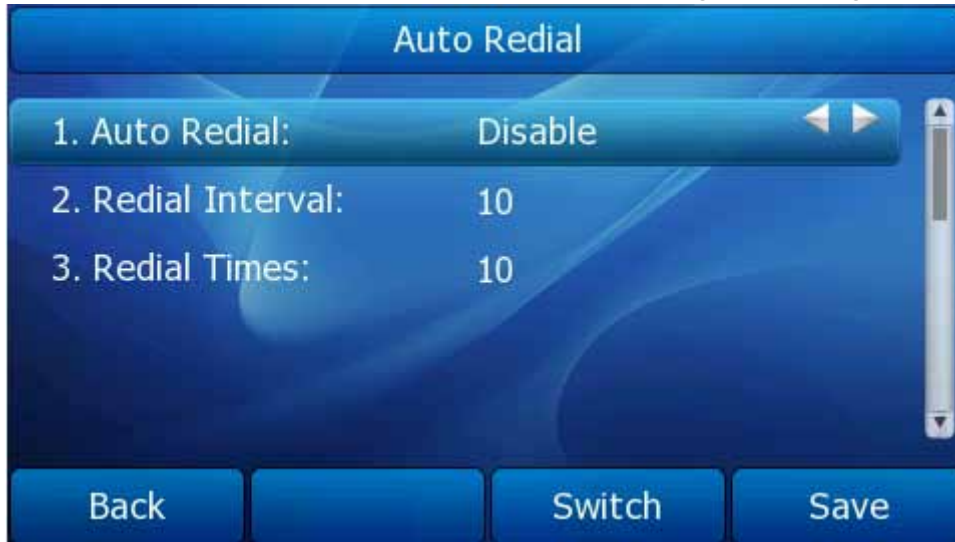 Auto Redial
1. Auto Redial: Disable
2. Redial Interval: 10
3. Redial Times: 10
Back Switch Save